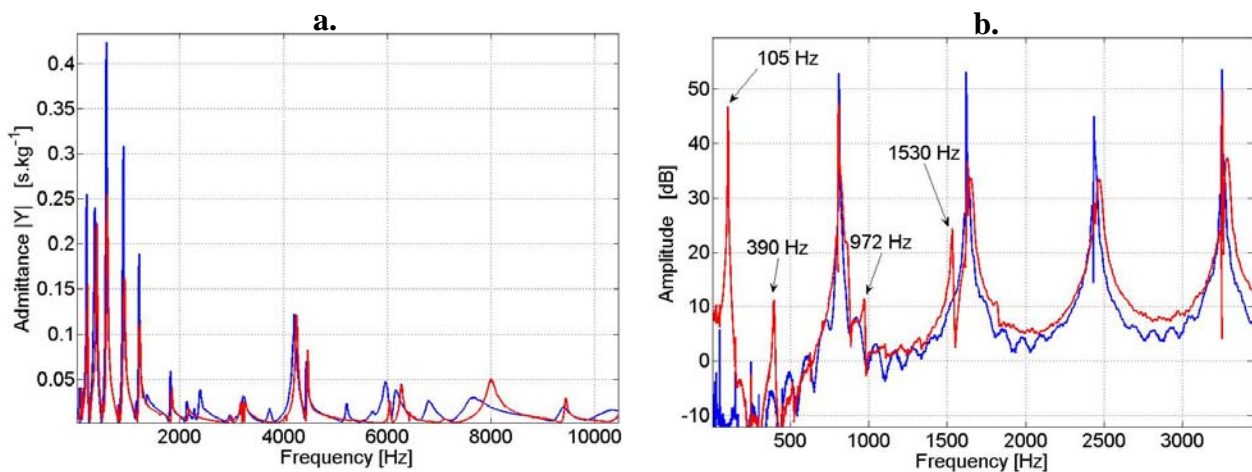 a.
Admittance |Y| [s.kg⁻¹]
0.4
0.35
0.3
0.25
0.2
0.15
0.1
0.05
2000 4000 6000 8000 10000
Frequency [Hz]
b.
Amplitude [dB]
50
40
30
20
10
0
-10
105 Hz
390 Hz
972 Hz
1530 Hz
500 1000 1500 2000 2500 3000
Frequency [Hz]